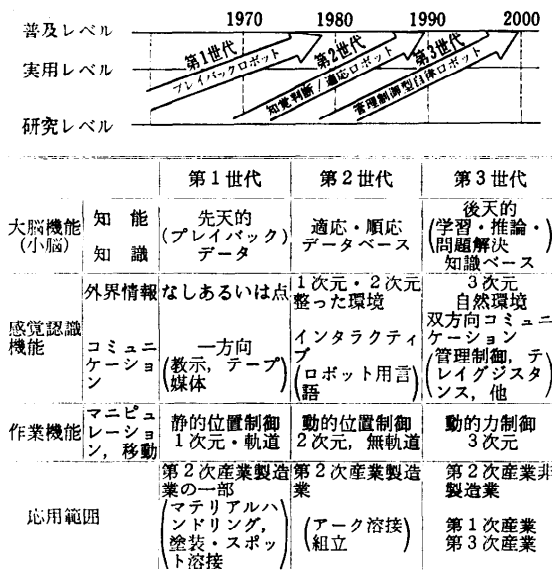 1970 1980 1990 2000
普及レベル
実用レベル
研究レベル
第1世代
プレイバックロボット
第2世代
知覚判断/適応ロボット
第3世代
管理制御型自律ロボット
第1世代 第2世代 第3世代
大脳機能
(小脳)
知能
知識
先天的
(プレイバック)
データ
適応・順応
データベース
後天的
(学習・推論・
問題解決
知識ベース
感覚認識
機能
外界情報
なしあるいは点
1次元・2次元
整った環境
3次元
自然環境
コミュニ
ケーショ
ン
一方向
(教示, テープ
媒体)
インタラクティ
ブ
(ロボット用言
語)
双方向コミュニ
ケーション
(管理制御, テ
レイグジスタ
ンス, 他)
作業機能
マニピュ
レーショ
ン, 移動
静的位置制御
1次元・軌道
動的位置制御
2次元, 無軌道
動的力制御
3次元
応用範囲
第2次産業製造
業の一部
(マテリアルハ
ンドリング,
塗装・スポッ
ト溶接)
第2次産業製造
業
(アーク溶接
組立)
第2次産業非
製造業
第1次産業
第3次産業